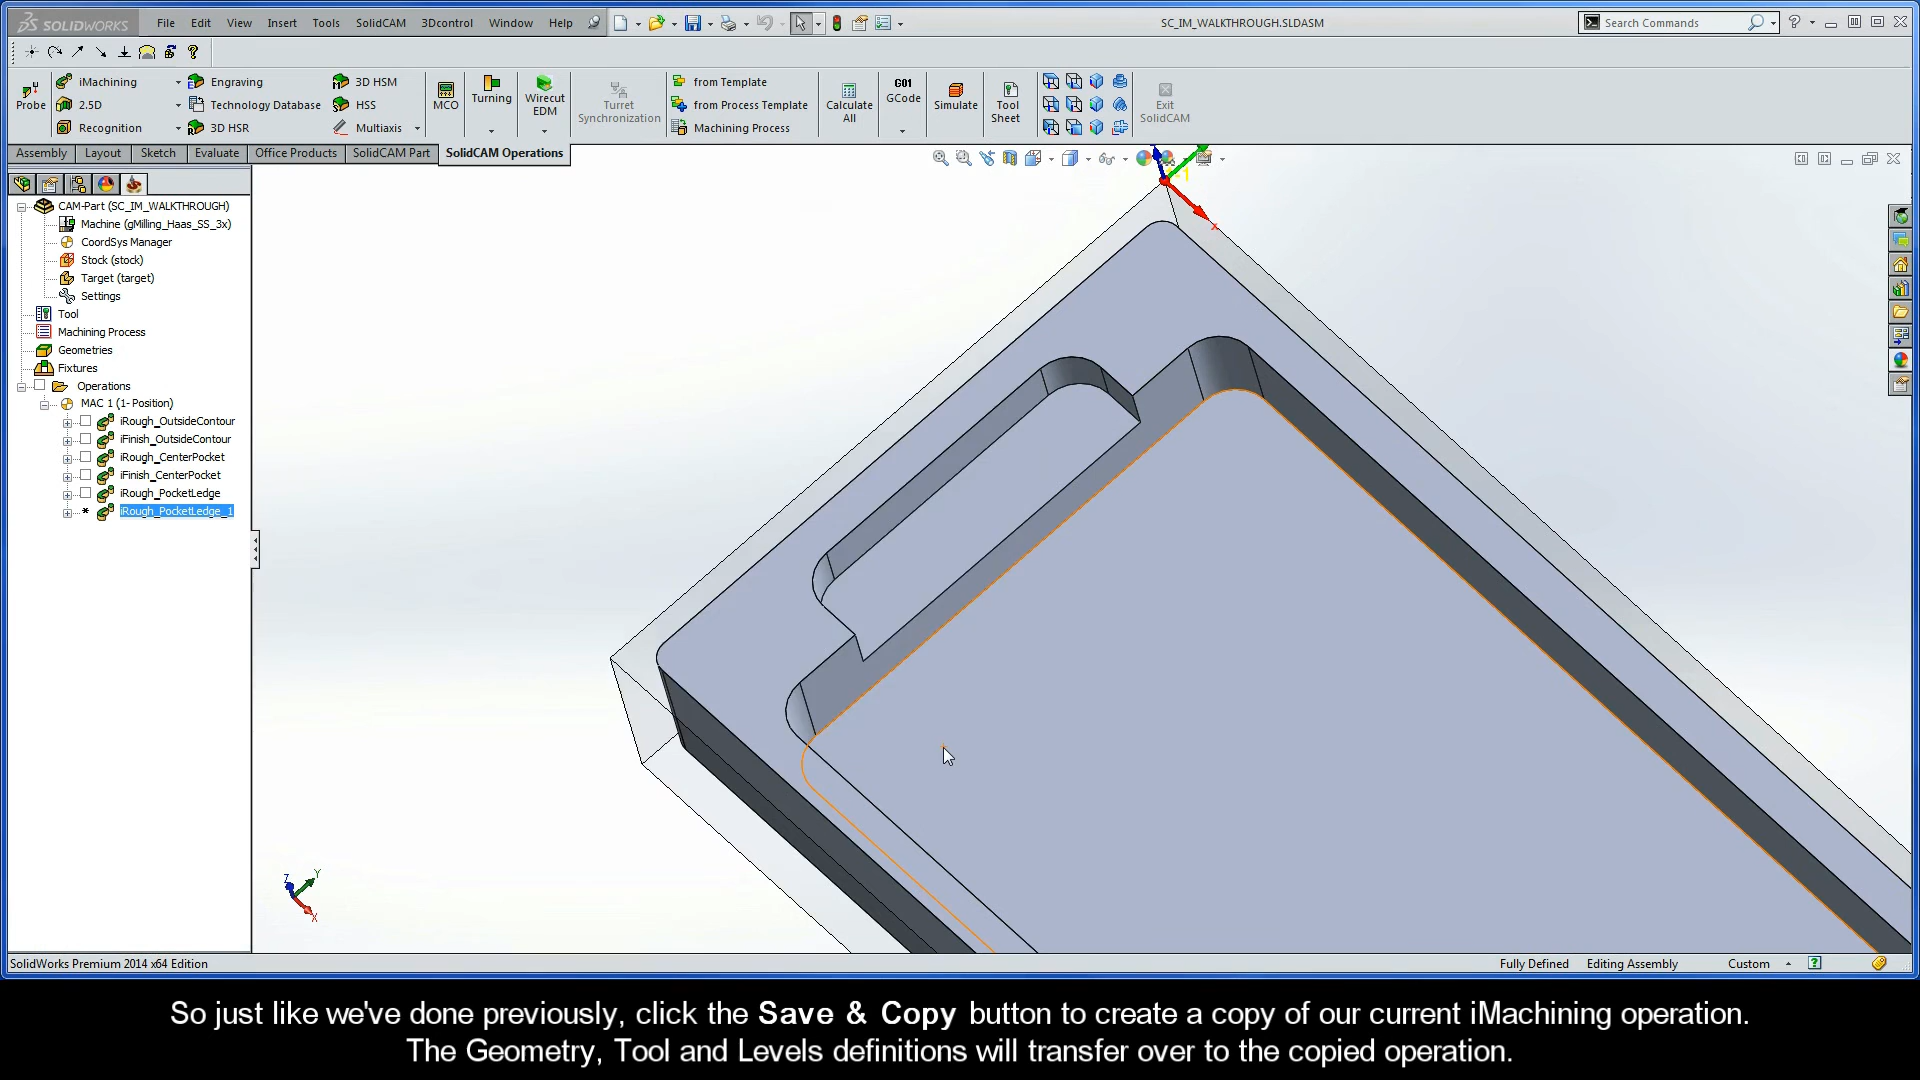 SOLIDWORKS
File Edit View Insert Tools SolidCAM 3Dcontrol Window Help
SC_IM_WALKTHROUGH.SLDASM
Search Commands
Probe
iMachining
2.5D
Recognition
Engraving
Technology Database
3D HSR
3D HSM
HSS
Multiaxis
MCO
Turning
Wirecut
EDM
Turret
Synchronization
from Template
from Process Template
Machining Process
Calculate
All
G01
GCode
Simulate
Tool
Sheet
Exit
SolidCAM
Assembly Layout Sketch Evaluate Office Products SolidCAM Part SolidCAM Operations
CAM-Part (SC_IM_WALKTHROUGH)
Machine (gMilling_Haas_SS_3x)
CoordSys Manager
Stock (stock)
Target (target)
Settings
Tool
Machining Process
Geometries
Fixtures
Operations
MAC 1 (1- Position)
iRough_OutsideContour
iFinish_OutsideContour
iRough_CenterPocket
iFinish_CenterPocket
iRough_PocketLedge
iRough_PocketLedge_1
x
Z
Y
X
SolidWorks Premium 2014 x64 Edition
Fully Defined Editing Assembly Custom
So just like we've done previously, click the Save & Copy button to create a copy of our current iMachining operation.
The Geometry, Tool and Levels definitions will transfer over to the copied operation.